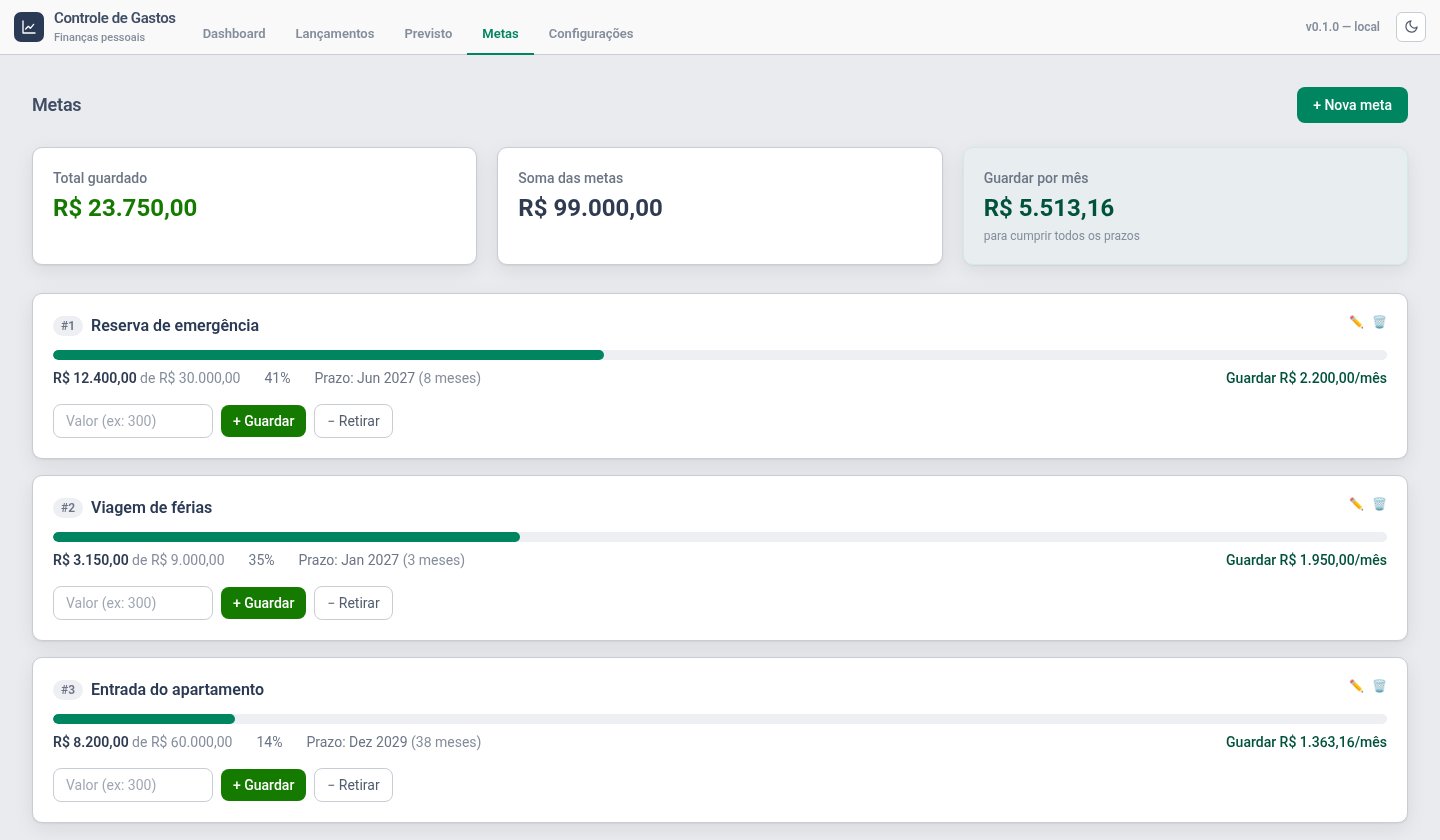 Controle de Gastos
Finanças pessoais
Dashboard Lançamentos Previsto Metas Configurações
v0.1.0 — local
Metas
+ Nova meta
Total guardado
R$ 23.750,00
Soma das metas
R$ 99.000,00
Guardar por mês
R$ 5.513,16
para cumprir todos os prazos
#1 Reserva de emergência
R$ 12.400,00 de R$ 30.000,00 41% Prazo: Jun 2027 (8 meses) Guardar R$ 2.200,00/mês
Valor (ex: 300) + Guardar − Retirar
#2 Viagem de férias
R$ 3.150,00 de R$ 9.000,00 35% Prazo: Jan 2027 (3 meses) Guardar R$ 1.950,00/mês
Valor (ex: 300) + Guardar − Retirar
#3 Entrada do apartamento
R$ 8.200,00 de R$ 60.000,00 14% Prazo: Dez 2029 (38 meses) Guardar R$ 1.363,16/mês
Valor (ex: 300) + Guardar − Retirar